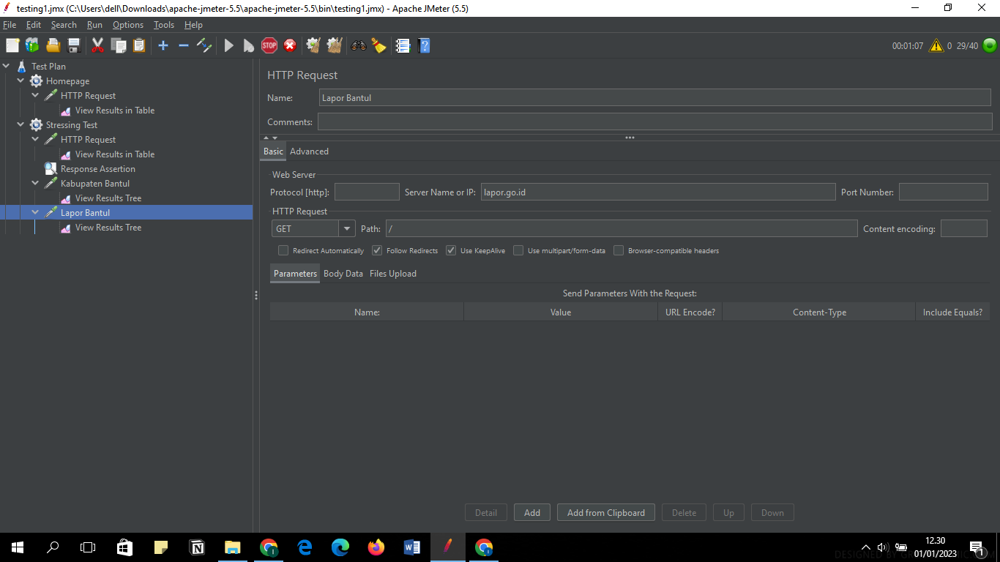 testing1.jmx (C:\Users\dell\Downloads\apache-jmeter-5.5\apache-jmeter-5.5\bin\testing1.jmx) - Apache JMeter (5.5)
File Edit Search Run Options Tools Help
STOP
00:01:07 0 29/40
Test Plan
Homepage
HTTP Request
View Results in Table
Stressing Test
HTTP Request
View Results in Table
Response Assertion
Kabupaten Bantul
View Results Tree
Lapor Bantul
View Results Tree
HTTP Request
Name: Lapor Bantul
Comments:
Basic Advanced
Web Server
Protocol [http]: Server Name or IP: lapor.go.id Port Number:
HTTP Request
GET Path: / Content encoding:
Redirect Automatically Follow Redirects Use KeepAlive Use multipart/form-data Browser-compatible headers
Parameters Body Data Files Upload
Send Parameters With the Request:
Name: Value URL Encode? Content-Type Include Equals?
Detail Add Add from Clipboard Delete Up Down
12.30
01/01/2023
1